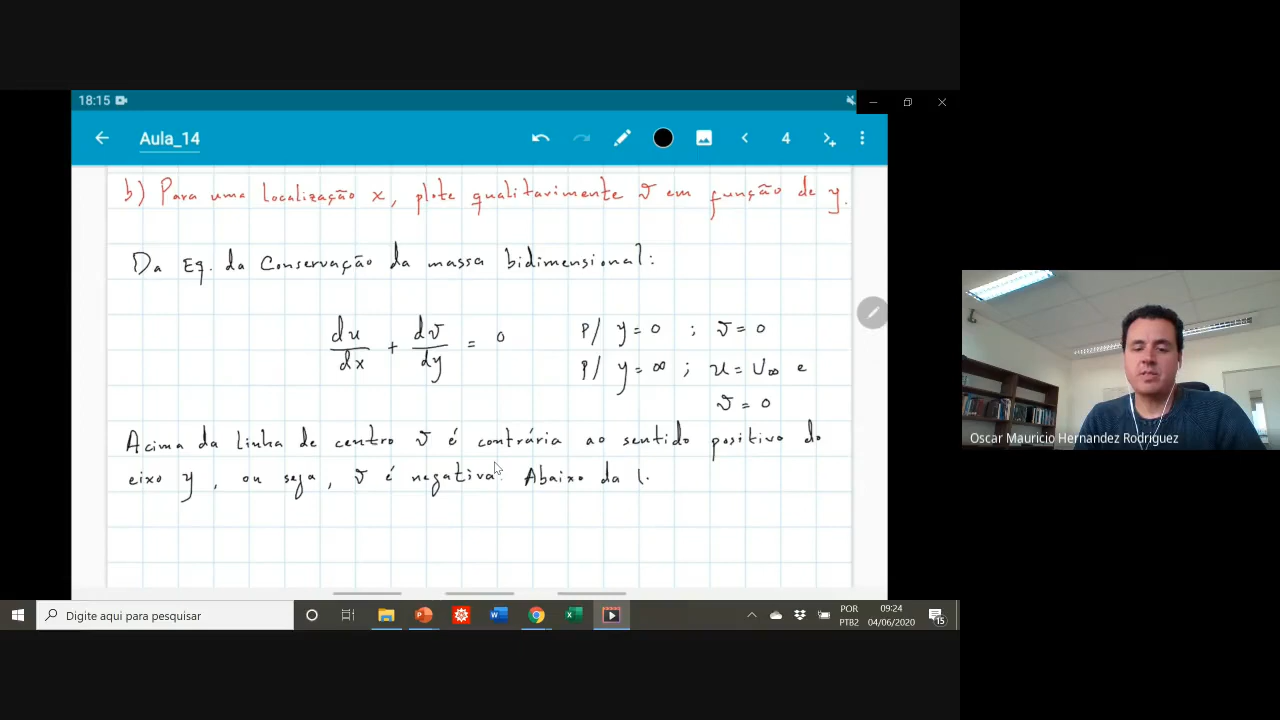 18:15
Aula_14
4
b) Para uma localização x, plote qualitavimente v em função de y.
Da Eq. da Conservação da massa bidimensional:
du/dx + dv/dy = 0
P/ y = 0 ; v = 0
P/ y = ∞ ; u = U∞ e
v = 0
Acima da linha de centro v é contrária ao sentido positivo do
eixo y, ou seja, v é negativa. Abaixo da l.
Oscar Mauricio Hernandez Rodriguez
Digite aqui para pesquisar
POR
PTB2
09:24
04/06/2020
15